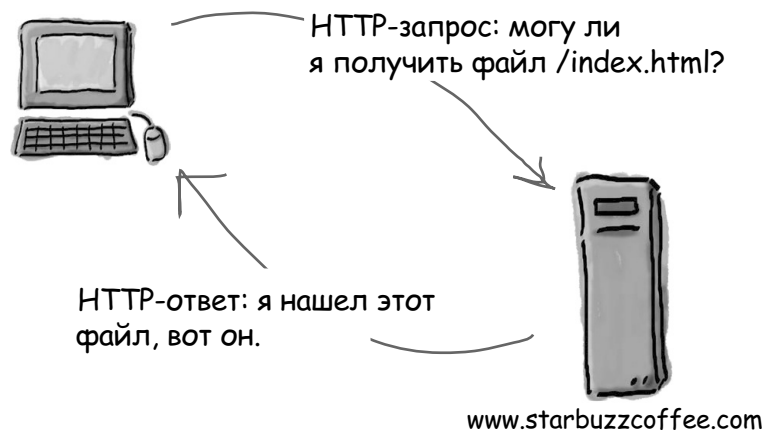 HTTP-запрос: могу ли
я получить файл /index.html?
HTTP-ответ: я нашел этот
файл, вот он.
www.starbuzzcoffee.com